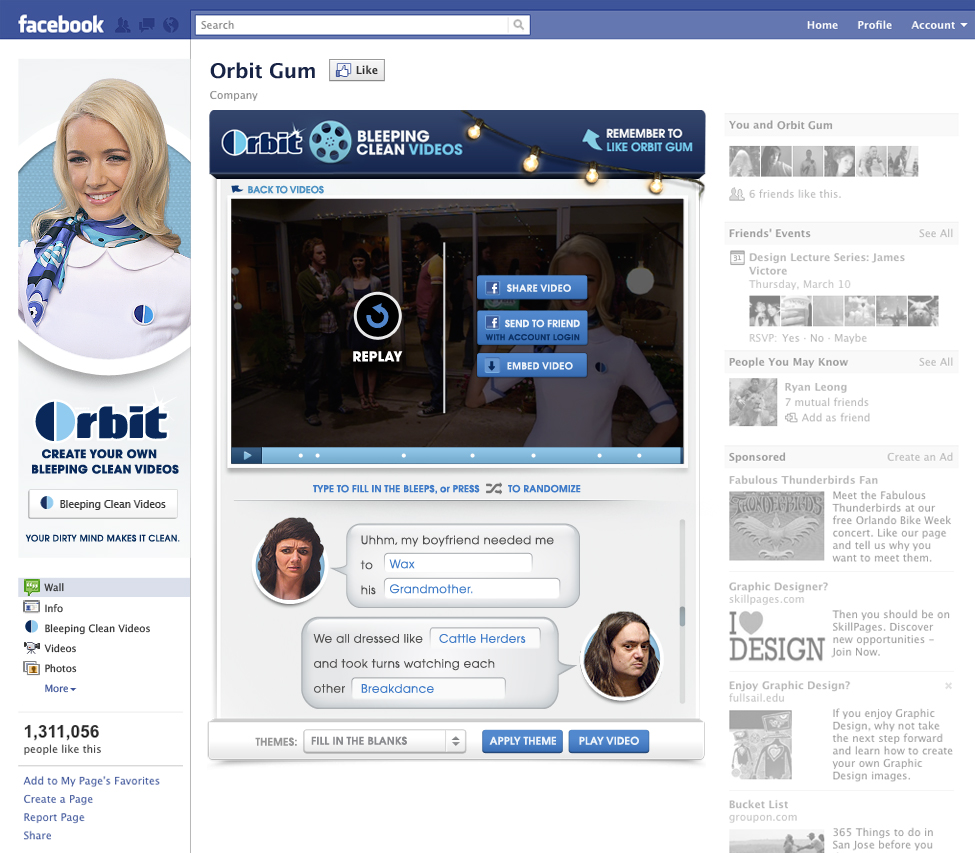 facebook
Search
Home
Profile
Account
Orbit
CREATE YOUR OWN
BLEEPING CLEAN VIDEOS
Bleeping Clean Videos
YOUR DIRTY MIND MAKES IT CLEAN.
Wall
Info
Bleeping Clean Videos
Videos
Photos
More
1,311,056
people like this
Add to My Page's Favorites
Create a Page
Report Page
Share
Orbit Gum
Like
Company
Orbit
BLEEPING
CLEAN VIDEOS
REMEMBER TO
LIKE ORBIT GUM
BACK TO VIDEOS
REPLAY
SHARE VIDEO
SEND TO FRIEND
WITH ACCOUNT LOGIN
EMBED VIDEO
TYPE TO FILL IN THE BLEEPS, or PRESS TO RANDOMIZE
Uhhm, my boyfriend needed me
to Wax
his Grandmother.
We all dressed like Cattle Herders
and took turns watching each
other Breakdance
THEMES:
FILL IN THE BLANKS
APPLY THEME
PLAY VIDEO
You and Orbit Gum
6 friends like this.
Friends' Events
See All
31
Design Lecture Series: James
Victore
Thursday, March 10
RSVP: Yes · No · Maybe
People You May Know
See All
Ryan Leong
7 mutual friends
Add as friend
Sponsored
Create an Ad
Fabulous Thunderbirds Fan
THUNDERBIRDS
Meet the Fabulous
Thunderbirds at our
free Orlando Bike Week
concert. Like our page
and tell us why you
want to meet them.
Graphic Designer?
skillpages.com
I
DESIGN
Then you should be on
SkillPages. Discover
new opportunities -
Join Now.
Enjoy Graphic Design?
fullsail.edu
If you enjoy Graphic
Design, why not take
the next step forward
and learn how to create
your own Graphic
Design images.
Bucket List
groupon.com
365 Things to do in
San Jose before you